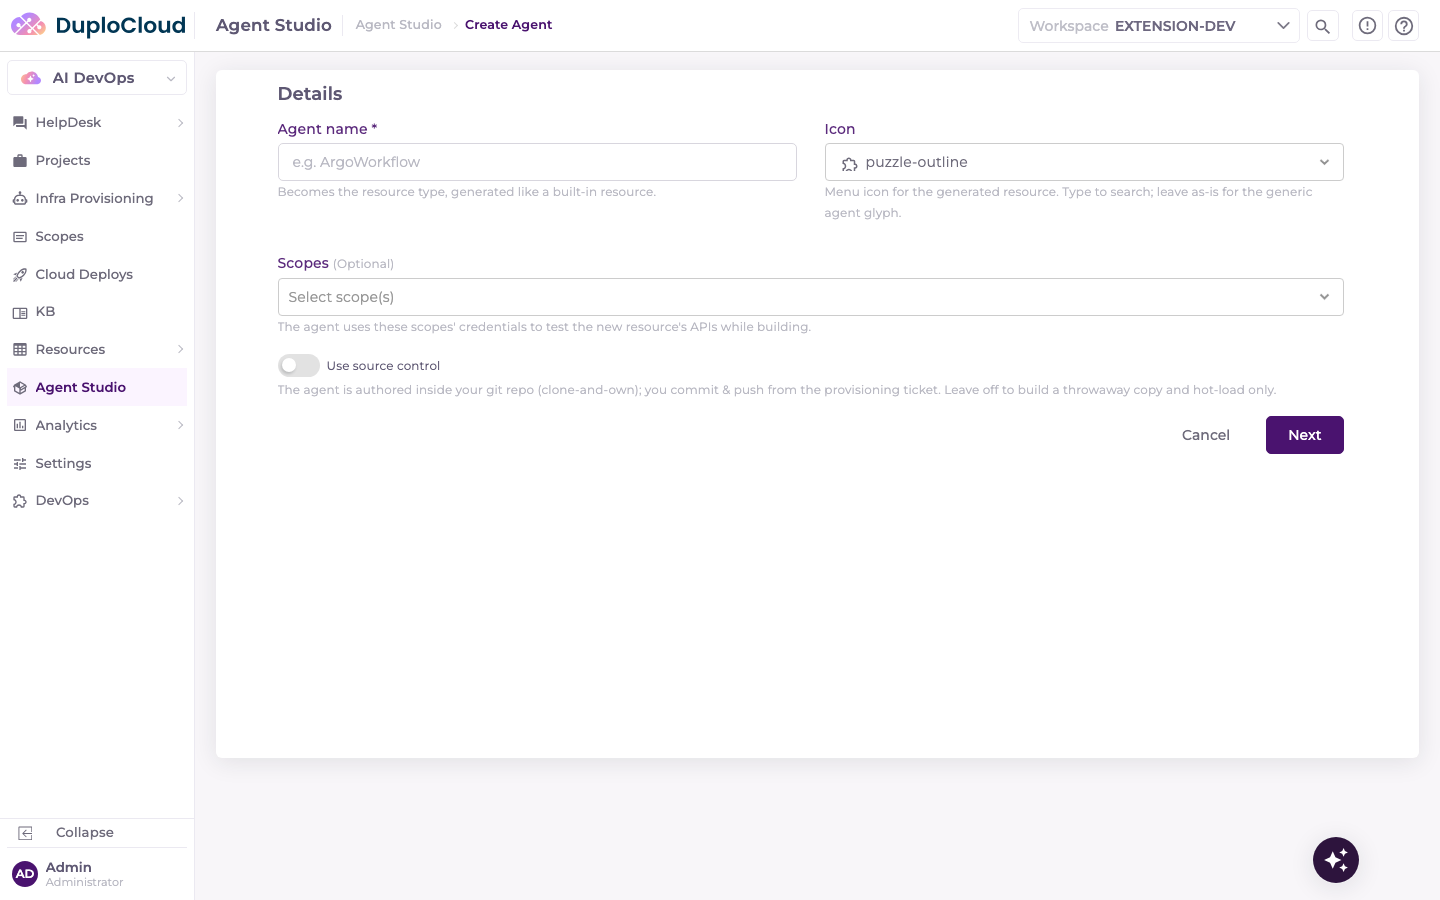 DuploCloud
Agent Studio
Agent Studio
Create Agent
Workspace EXTENSION-DEV
AI DevOps
HelpDesk
Projects
Infra Provisioning
Scopes
Cloud Deploys
KB
Resources
Agent Studio
Analytics
Settings
DevOps
Collapse
AD
Admin
Administrator
Details
Agent name *
e.g. ArgoWorkflow
Becomes the resource type, generated like a built-in resource.
Icon
puzzle-outline
Menu icon for the generated resource. Type to search; leave as-is for the generic
agent glyph.
Scopes (Optional)
Select scope(s)
The agent uses these scopes' credentials to test the new resource's APIs while building.
Use source control
The agent is authored inside your git repo (clone-and-own); you commit & push from the provisioning ticket. Leave off to build a throwaway copy and hot-load only.
Cancel
Next